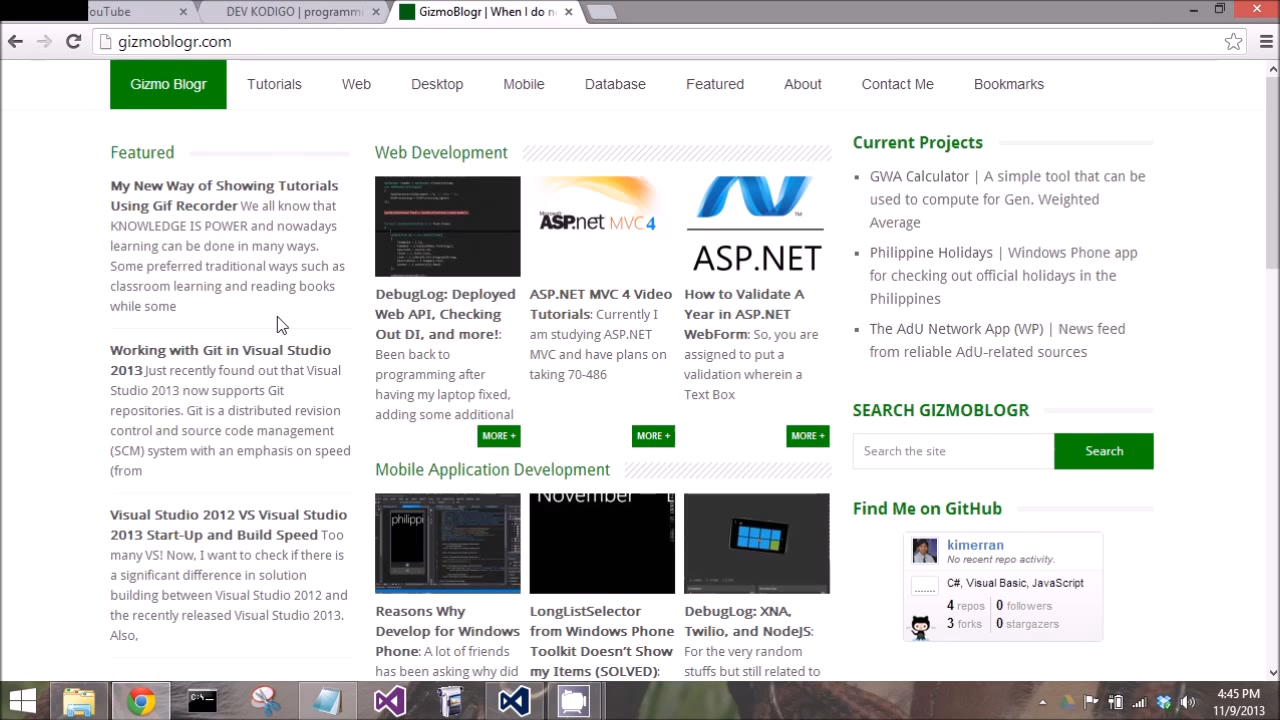 ouTube
DEV KODIGO | programmi
GizmoBlogr | When I do n
gizmoblogr.com
Gizmo Blogr
Tutorials
Web
Desktop
Mobile
Database
Featured
About
Contact Me
Bookmarks
Featured
Way of Showing
Using Gif Recorder We all know that
IS POWER and nowadays
learning can be done in many ways.
classroom learning and reading books
while some
Working with Git in Visual Studio
2013 Just recently found out that Visual
Studio 2013 now supports Git
repositories. Git is a distributed revision
control and source code management
(SCM) system with an emphasis on speed
(from
Visual Studio 2012 VS Visual Studio
2013 Start-Up and Build Speed Too
many VS! Now, I want to check if there is
a significant difference in solution
building between Visual Studio 2012 and
the recently released Visual Studio 2013.
Also,
Web Development
DebugLog: Deployed
Web API, Checking
Out DI, and more!:
Been back to
programming after
having my laptop fixed,
adding some additional
MORE +
ASP.net MVC 4
ASP.NET MVC 4 Video
Tutorials: Currently I
am studying ASP.NET
MVC and have plans on
taking 70-486
MORE +
ASP.NET
How to Validate A
Year in ASP.NET
WebForm: So, you are
assigned to put a
validation wherein a
Text Box
MORE +
Mobile Application Development
philippi
Reasons Why
Develop for Windows
Phone: A lot of friends
has been asking why did
November
LongListSelector
from Windows Phone
Toolkit Doesn't Show
my Items (SOLVED):
DebugLog: XNA,
Twilio, and NodeJS:
For the very random
stuffs but still related to
Current Projects
GWA Calculator | A simple tool that can be
used to compute for Gen. Weighted
Average
Philippine Holidays | Windows Phone app
for checking out official holidays in the
Philippines
The AdU Network App (WP) | News feed
from reliable AdU-related sources
SEARCH GIZMOBLOGR
Search the site
Search
Find Me on GitHub
kimerran
No recent repo activity.
C#, Visual Basic, JavaScript
4 repos
0 followers
3 forks
0 stargazers
4:45 PM
11/9/2013